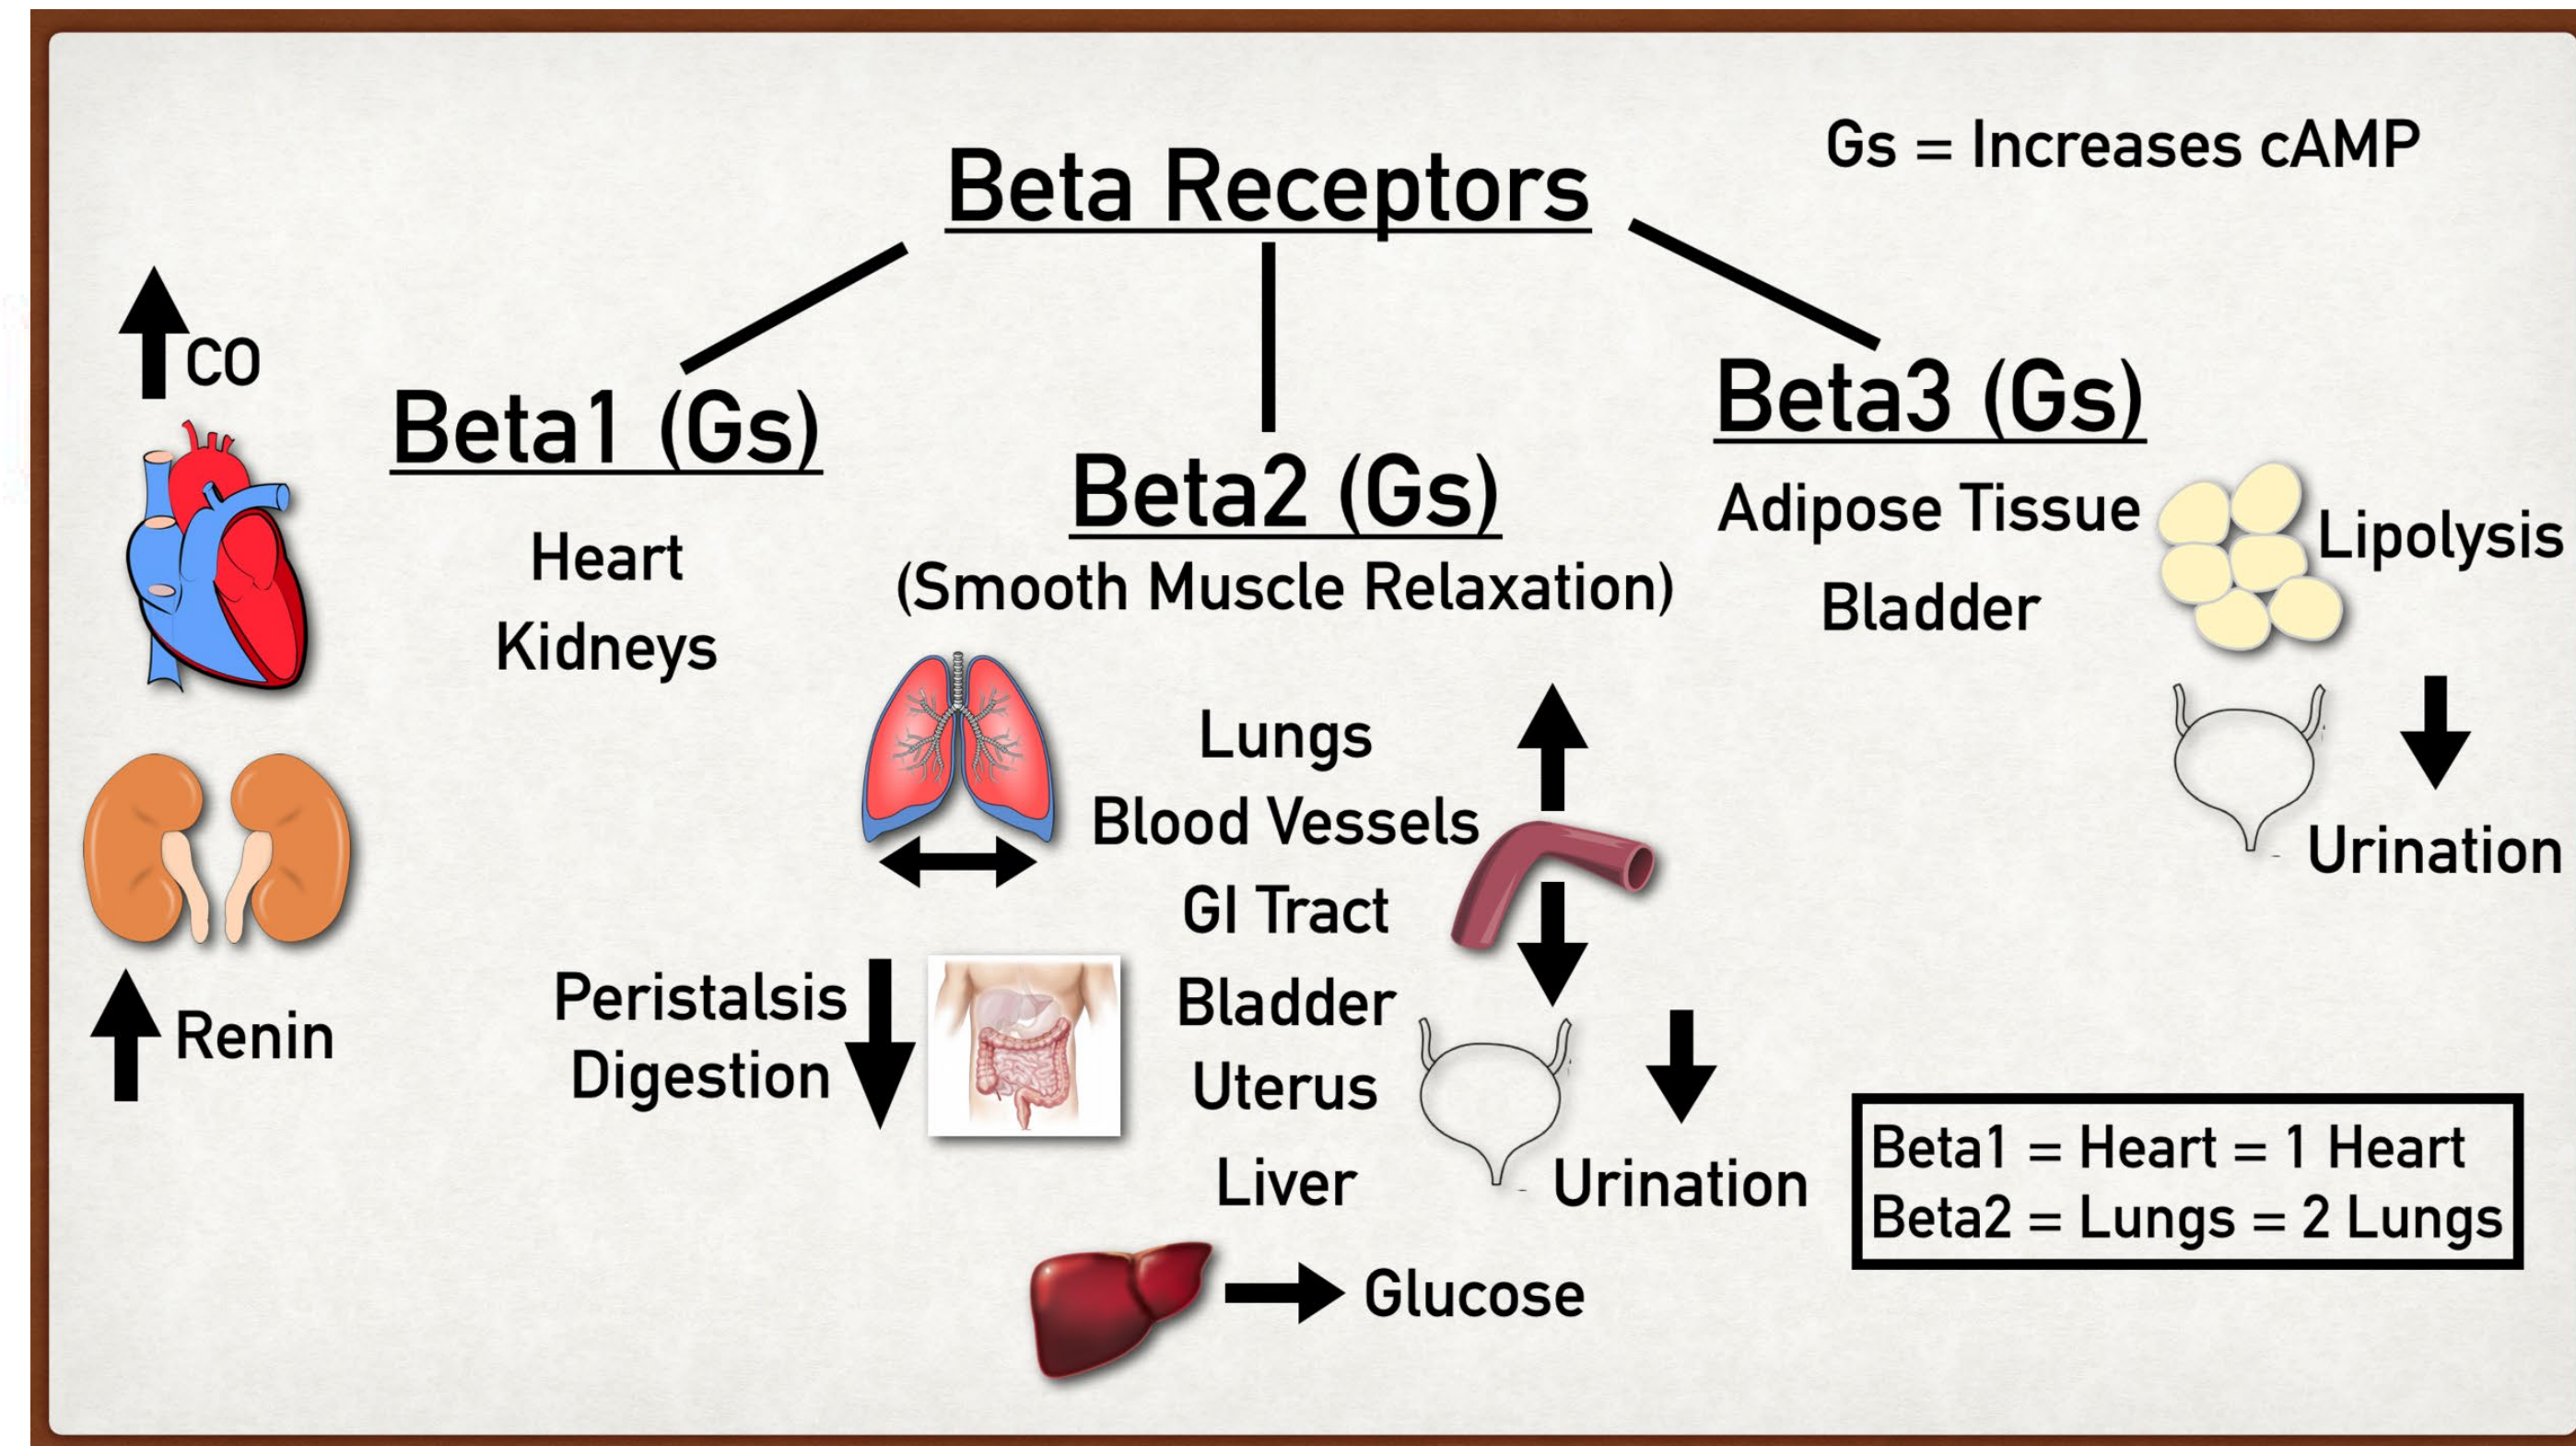 Gs = Increases cAMP
Beta Receptors
CO
Beta1 (Gs)
Heart
Kidneys
Renin
Beta2 (Gs)
(Smooth Muscle Relaxation)
Lungs
Blood Vessels
GI Tract
Bladder
Uterus
Liver
Peristalsis
Digestion
Urination
Glucose
Beta3 (Gs)
Adipose Tissue
Bladder
Lipolysis
Urination
Beta1 = Heart = 1 Heart
Beta2 = Lungs = 2 Lungs